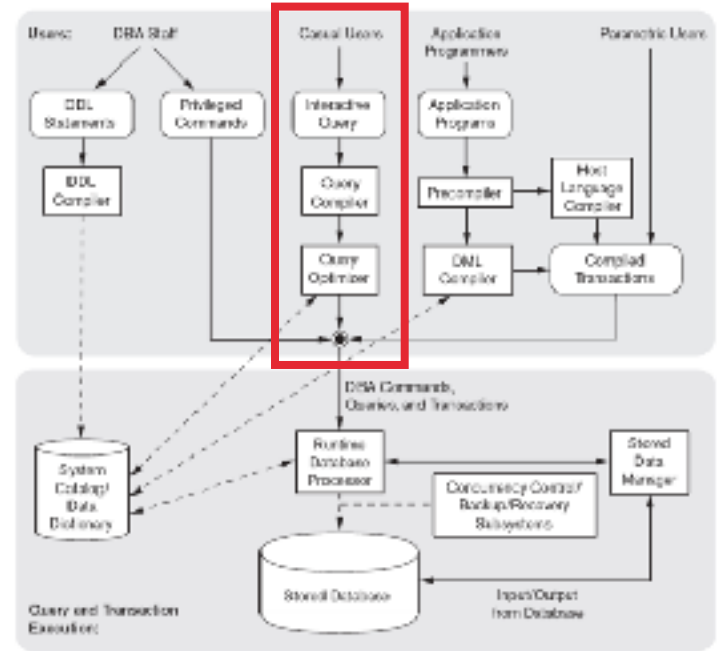 Users:
DBA Staff
Casual Users
Application
Programmers
Parametric Users
DDL
Statements
Privileged
Commands
Interactive
Query
Application
Programs
DDL
Compiler
Query
Compiler
Precompiler
Host
Language
Compiler
Query
Optimizer
DML
Compiler
Compiled
Transactions
DBA Commands,
Queries, and Transactions
System
Catalog/
Data
Dictionary
Runtime
Database
Processor
Stored
Data
Manager
Concurrency Control/
Backup/Recovery
Subsystems
Stored Database
Input/Output
from Database
Query and Transaction
Execution: